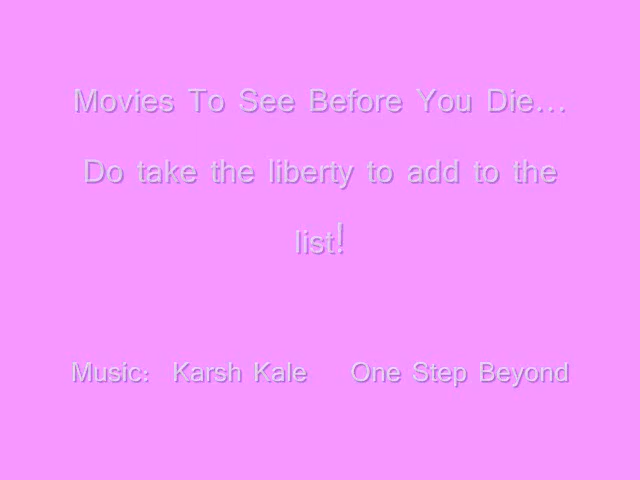 Movies To See Before You Die...
Do take the liberty to add to the
list!
Music: Karsh Kale One Step Beyond